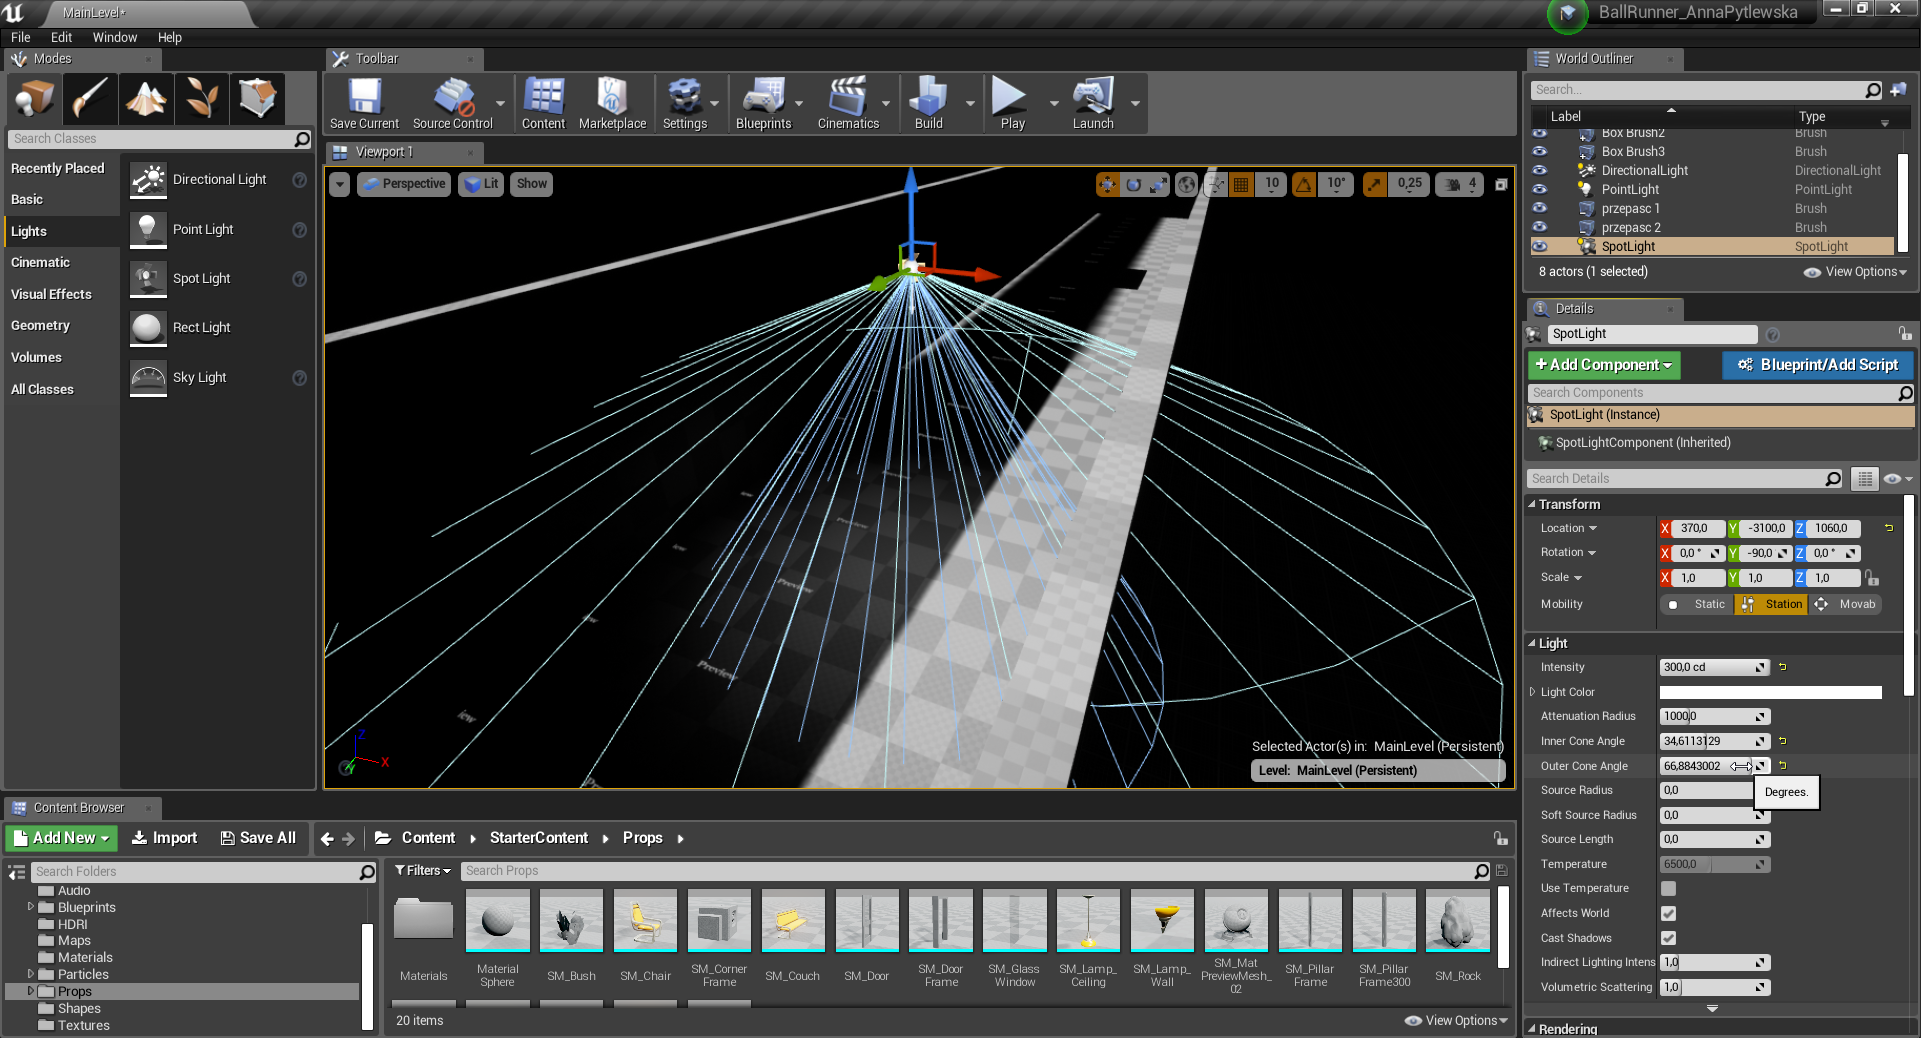 MainLevel*
BallRunner_AnnaPytlewska
File Edit Window Help
Modes
Search Classes
Recently Placed
Basic
Lights
Cinematic
Visual Effects
Geometry
Volumes
All Classes
Directional Light
Point Light
Spot Light
Rect Light
Sky Light
Toolbar
Save Current
Source Control
Content
Marketplace
Settings
Blueprints
Cinematics
Build
Play
Launch
Viewport 1
Perspective
Lit
Show
10
10°
0,25
4
Preview
Preview
Preview
iew
Z
X
Y
Selected Actor(s) in: MainLevel (Persistent)
Level: MainLevel (Persistent)
World Outliner
Search...
Label Type
Box Brush2 Brush
Box Brush3 Brush
DirectionalLight DirectionalLight
PointLight PointLight
przepasc 1 Brush
przepasc 2 Brush
SpotLight SpotLight
8 actors (1 selected)
View Options
Details
SpotLight
+ Add Component
Blueprint/Add Script
Search Components
SpotLight (Instance)
SpotLightComponent (Inherited)
Search Details
Transform
Location X 370,0 Y -3100,0 Z 1060,0
Rotation X 0,0 ° Y -90,0 Z 0,0 °
Scale X 1,0 Y 1,0 Z 1,0
Mobility Static Station Movab
Light
Intensity 300,0 cd
Light Color
Attenuation Radius 1000,0
Inner Cone Angle 34,6113129
Outer Cone Angle 66,8843002
Degrees.
Source Radius 0,0
Soft Source Radius 0,0
Source Length 0,0
Temperature 6500,0
Use Temperature
Affects World
Cast Shadows
Indirect Lighting Intens 1,0
Volumetric Scattering 1,0
Rendering
Content Browser
Add New Import Save All Content StarterContent Props
Search Folders
Audio
Blueprints
HDRI
Maps
Materials
Particles
Props
Shapes
Textures
Filters
Search Props
Materials
Material Sphere
SM_Bush
SM_Chair
SM_Corner Frame
SM_Couch
SM_Door
SM_Door Frame
SM_Glass Window
SM_Lamp_ Ceiling
SM_Lamp_ Wall
SM_Mat PreviewMesh_ 02
SM_Pillar Frame
SM_Pillar Frame300
SM_Rock
20 items
View Options